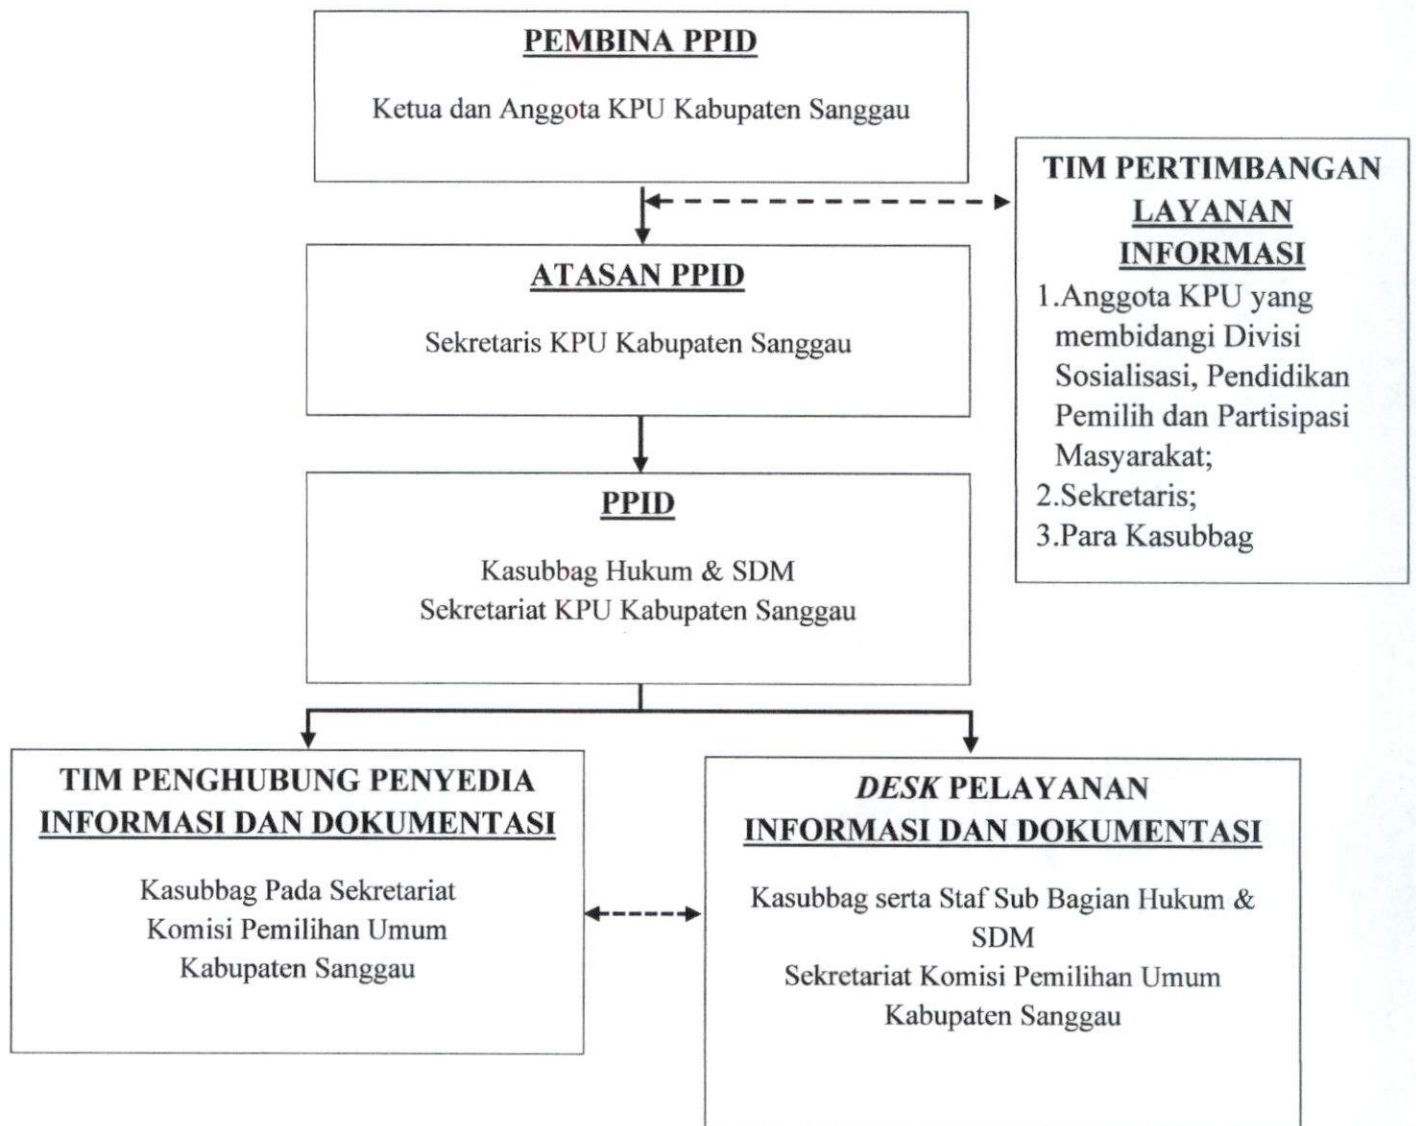 PEMBINA PPID
Ketua dan Anggota KPU Kabupaten Sanggau
TIM PERTIMBANGAN
LAYANAN
INFORMASI
1.Anggota KPU yang
membidangi Divisi
Sosialisasi, Pendidikan
Pemilih dan Partisipasi
Masyarakat;
2.Sekretaris;
3.Para Kasubbag
ATASAN PPID
Sekretaris KPU Kabupaten Sanggau
PPID
Kasubbag Hukum & SDM
Sekretariat KPU Kabupaten Sanggau
TIM PENGHUBUNG PENYEDIA
INFORMASI DAN DOKUMENTASI
Kasubbag Pada Sekretariat
Komisi Pemilihan Umum
Kabupaten Sanggau
DESK PELAYANAN
INFORMASI DAN DOKUMENTASI
Kasubbag serta Staf Sub Bagian Hukum &
SDM
Sekretariat Komisi Pemilihan Umum
Kabupaten Sanggau